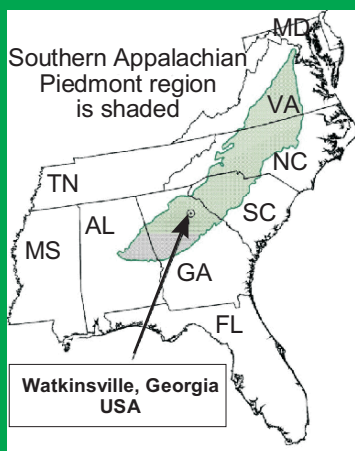 MD
Southern Appalachian
Piedmont region
is shaded
VA
NC
TN
SC
AL
MS
GA
FL
Watkinsville, Georgia
USA